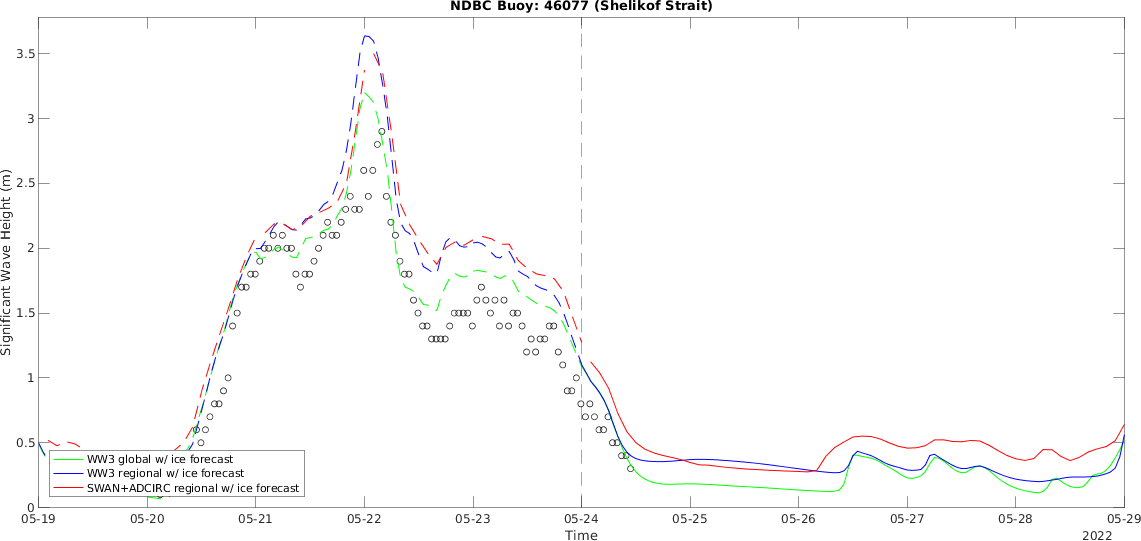 NDBC Buoy: 46077 (Shelikof Strait)
Significant Wave Height (m)
3.5
3
2.5
2
1.5
1
0.5
0
WW3 global w/ ice forecast
WW3 regional w/ ice forecast
SWAN+ADCIRC regional w/ ice forecast
05-19 05-20 05-21 05-22 05-23 05-24 05-25 05-26 05-27 05-28 05-29
Time
2022